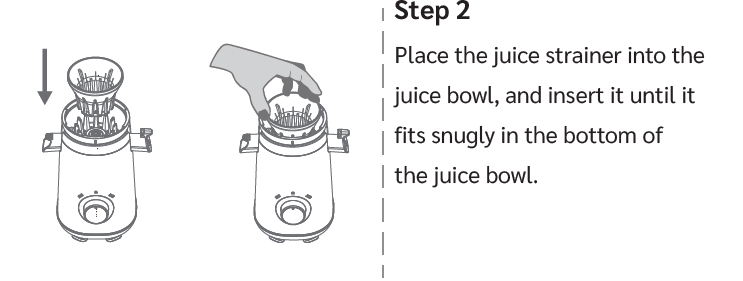 Step 2
Place the juice strainer into the
juice bowl, and insert it until it
fits snugly in the bottom of
the juice bowl.